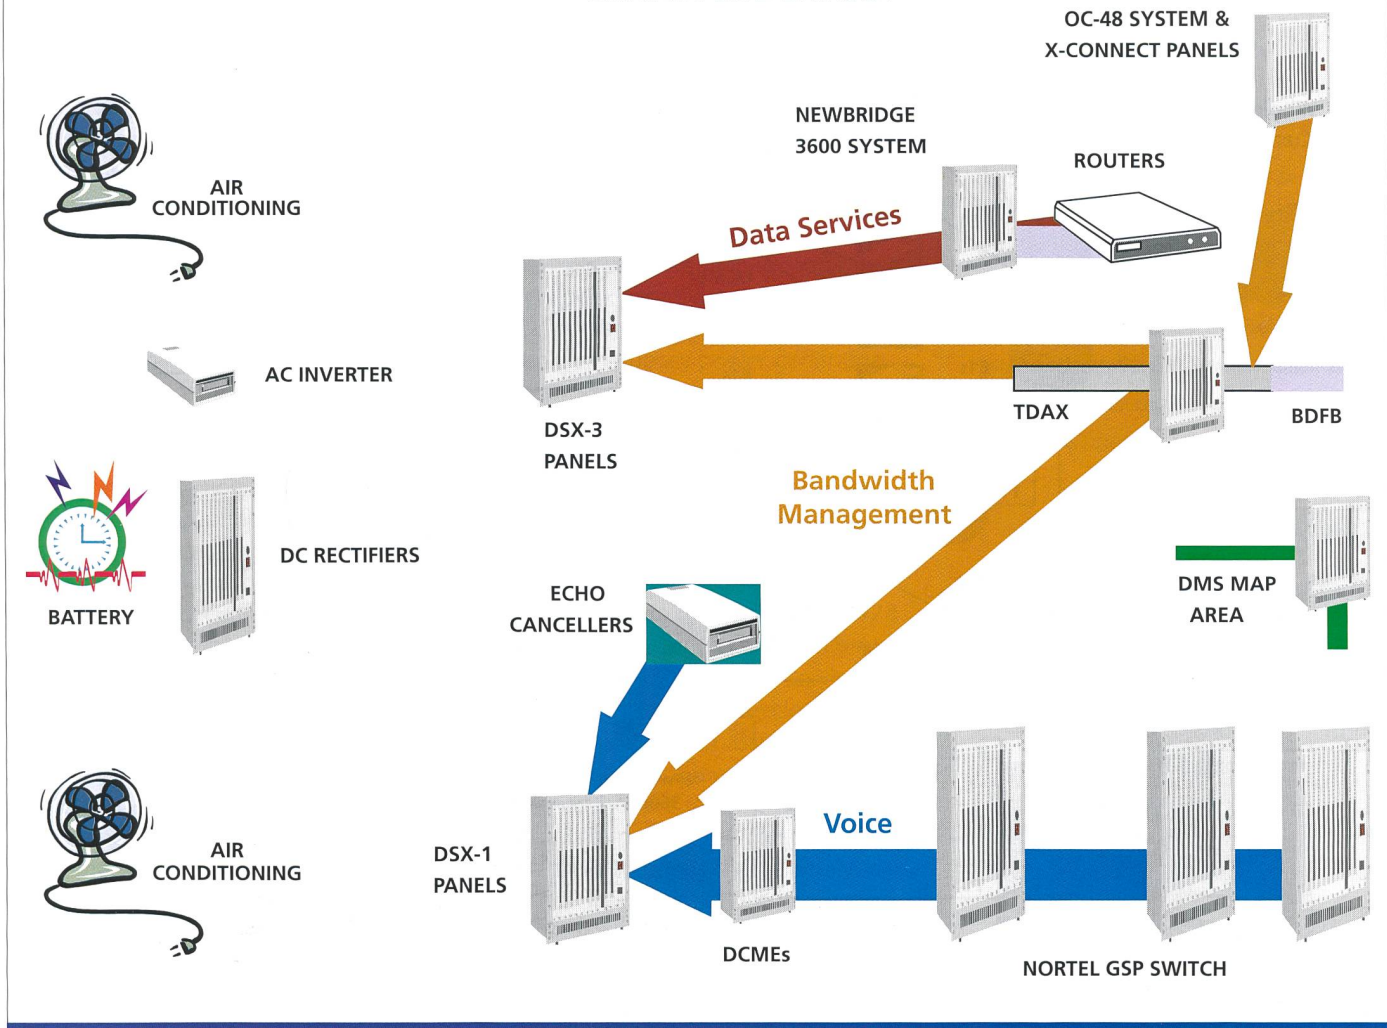 OC-48 SYSTEM &
X-CONNECT PANELS
NEWBRIDGE
3600 SYSTEM
ROUTERS
AIR
CONDITIONING
Data Services
AC INVERTER
DSX-3
PANELS
TDAX
BDFB
Bandwidth
Management
DC RECTIFIERS
BATTERY
ECHO
CANCELLERS
DMS MAP
AREA
Voice
AIR
CONDITIONING
DSX-1
PANELS
DCMEs
NORTEL GSP SWITCH